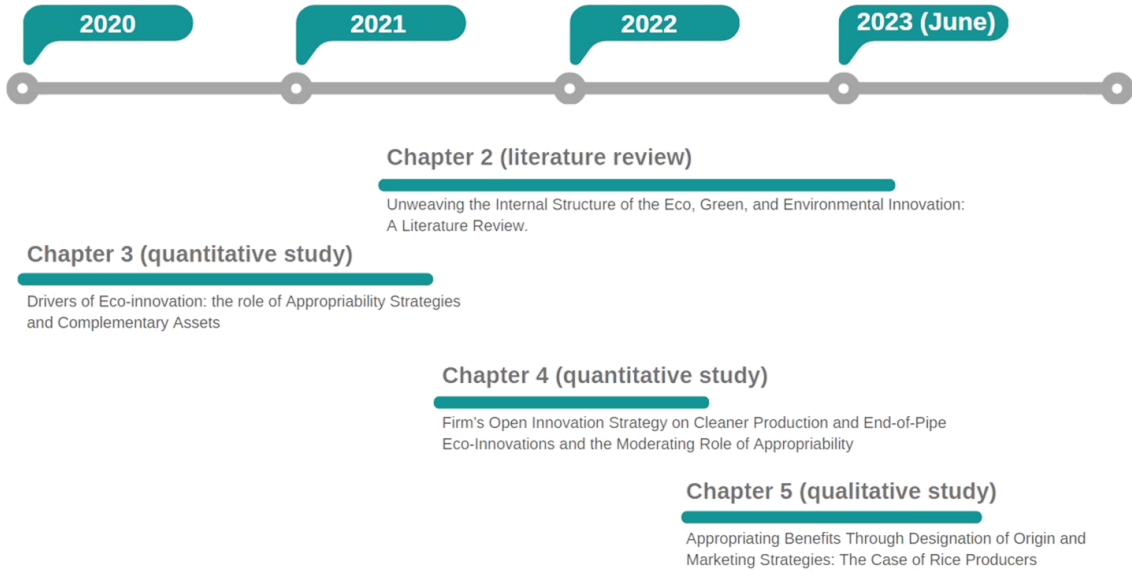 2020
2021
2022
2023 (June)
Chapter 2 (literature review)
Unweaving the Internal Structure of the Eco, Green, and Environmental Innovation:
A Literature Review.
Chapter 3 (quantitative study)
Drivers of Eco-innovation: the role of Appropriability Strategies
and Complementary Assets
Chapter 4 (quantitative study)
Firm's Open Innovation Strategy on Cleaner Production and End-of-Pipe
Eco-Innovations and the Moderating Role of Appropriability
Chapter 5 (qualitative study)
Appropriating Benefits Through Designation of Origin and
Marketing Strategies: The Case of Rice Producers